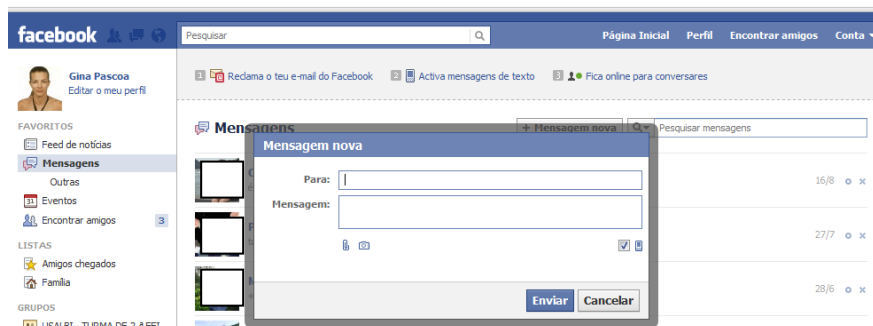 facebook
Pesquisar
Página Inicial Perfil Encontrar amigos Conta
Gina Pascoa
Editar o meu perfil
1 Reclama o teu e-mail do Facebook 2 Activa mensagens de texto 3 Fica online para conversares
FAVORITOS
Feed de notícias
Mensagens
Outras
31 Eventos
Encontrar amigos 3
LISTAS
Amigos chegados
Família
GRUPOS
Mensagens
+ Mensagem nova
Pesquisar mensagens
Mensagem nova
Para:
Mensagem:
Enviar Cancelar
16/8
27/7
28/6